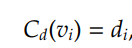 C_d(v_i) = d_i,